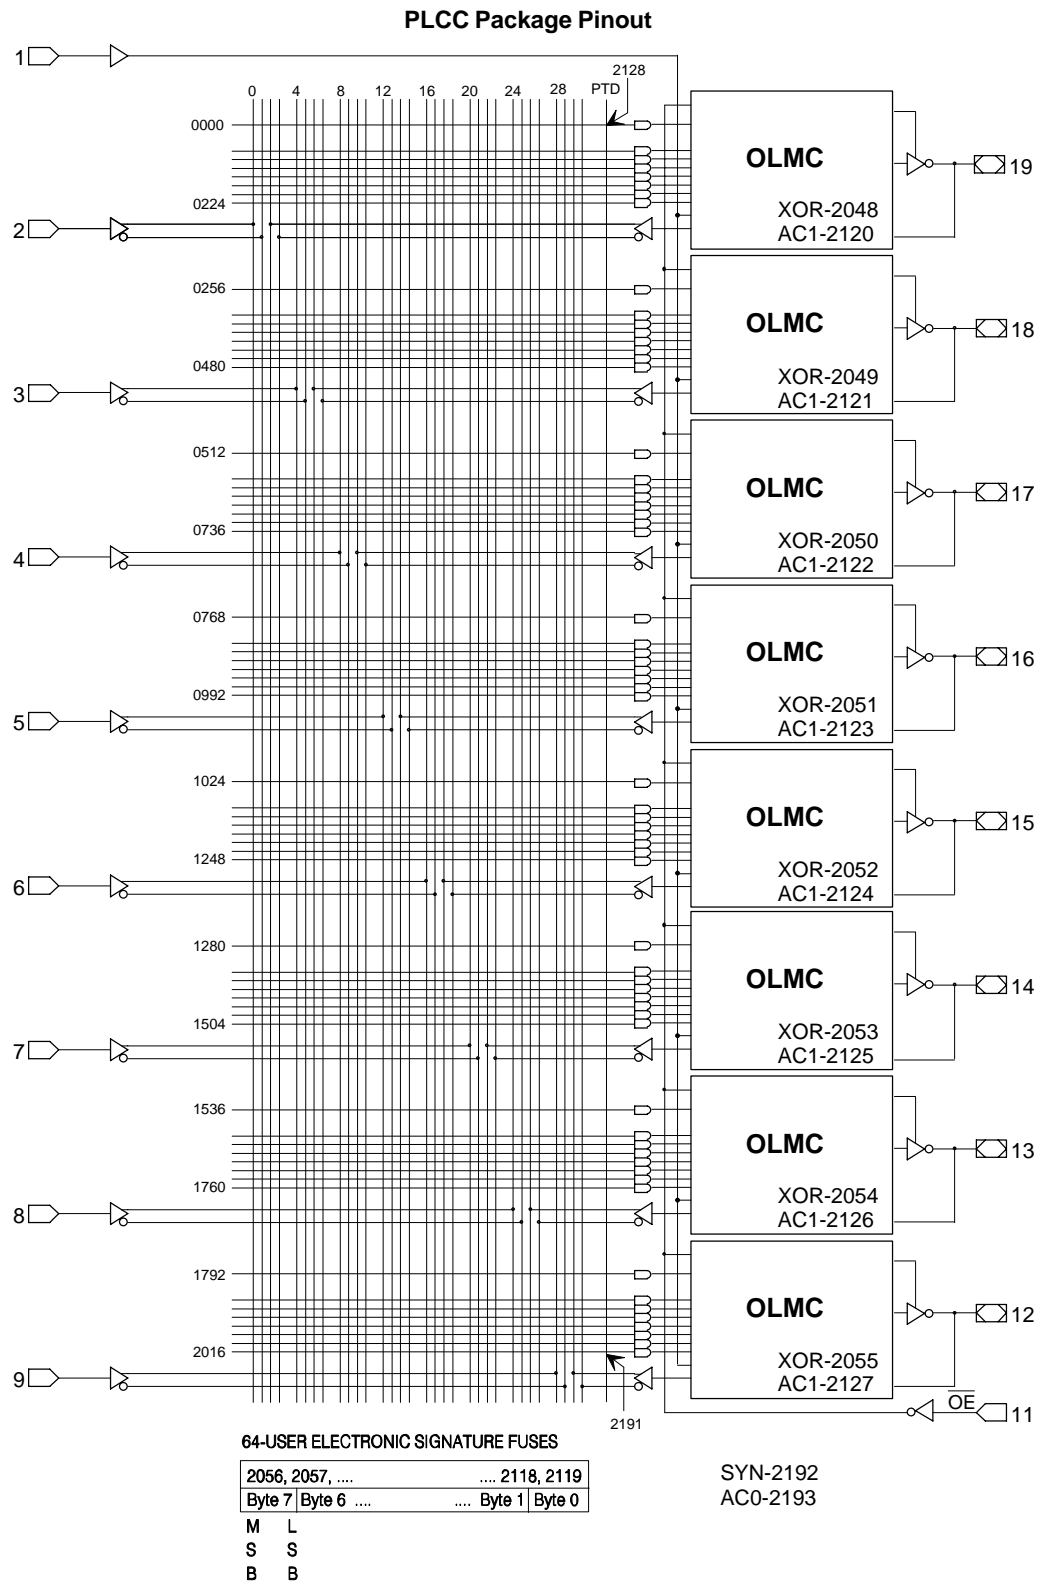 PLCC Package Pinout
1
2128
0 4 8 12 16 20 24 28 PTD
0000
OLMC
19
0224
XOR-2048
2
AC1-2120
0256
OLMC
18
0480
XOR-2049
3
AC1-2121
0512
OLMC
17
0736
XOR-2050
4
AC1-2122
0768
OLMC
16
0992
XOR-2051
5
AC1-2123
1024
OLMC
15
1248
XOR-2052
6
AC1-2124
1280
OLMC
14
1504
XOR-2053
7
AC1-2125
1536
OLMC
13
1760
XOR-2054
8
AC1-2126
1792
OLMC
12
2016
XOR-2055
9
AC1-2127
OE
11
2191
64-USER ELECTRONIC SIGNATURE FUSES
2056, 2057, .... .... 2118, 2119
Byte 7 Byte 6 .... .... Byte 1 Byte 0
M L
S S
B B
SYN-2192
AC0-2193